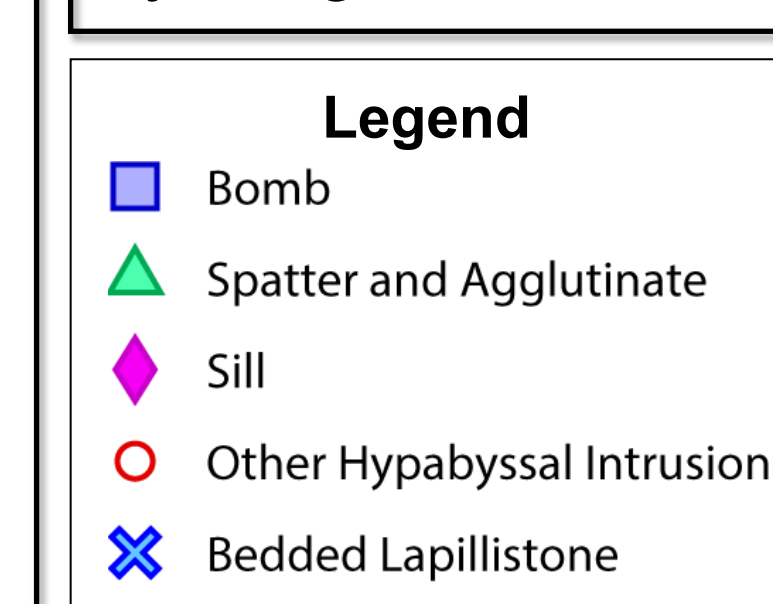 Legend
Bomb
Spatter and Agglutinate
Sill
Other Hypabyssal Intrusion
Bedded Lapillistone